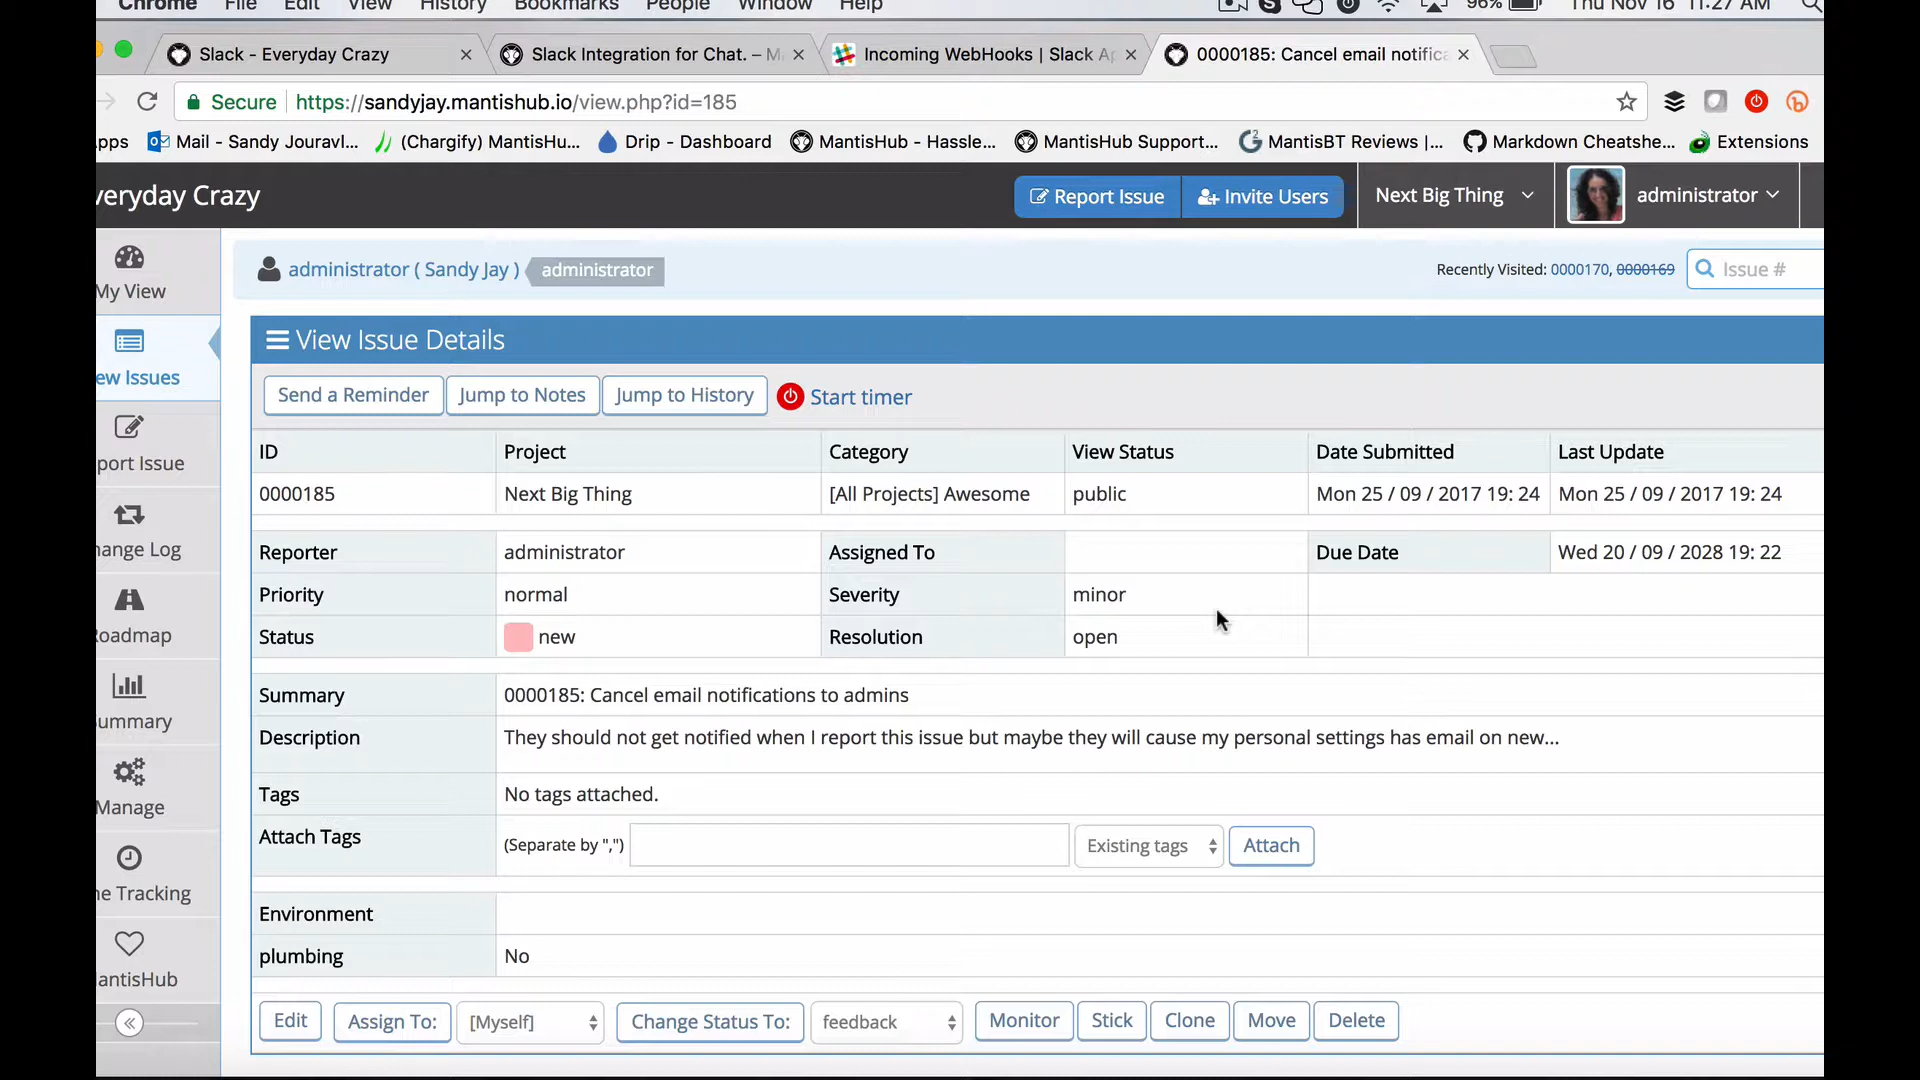 Chrome File Edit View History Bookmarks People Window Help 96% Thu Nov 16 11:27 AM
Slack - Everyday Crazy Slack Integration for Chat. – M Incoming WebHooks | Slack Ap 0000185: Cancel email notifica
Secure https://sandyjay.mantishub.io/view.php?id=185
pps Mail - Sandy Jouravl... (Chargify) MantisHu... Drip - Dashboard MantisHub - Hassle... MantisHub Support... MantisBT Reviews |... Markdown Cheatshe... Extensions
veryday Crazy Report Issue Invite Users Next Big Thing administrator
administrator ( Sandy Jay ) administrator Recently Visited: 0000170, 0000169 Issue #
My View
ew Issues
port Issue
hange Log
Roadmap
ummary
Manage
me Tracking
antisHub
View Issue Details
Send a Reminder Jump to Notes Jump to History Start timer
ID Project Category View Status Date Submitted Last Update
0000185 Next Big Thing [All Projects] Awesome public Mon 25 / 09 / 2017 19: 24 Mon 25 / 09 / 2017 19: 24
Reporter administrator Assigned To Due Date Wed 20 / 09 / 2028 19: 22
Priority normal Severity minor
Status new Resolution open
Summary 0000185: Cancel email notifications to admins
Description They should not get notified when I report this issue but maybe they will cause my personal settings has email on new...
Tags No tags attached.
Attach Tags (Separate by ",") Existing tags Attach
Environment
plumbing No
Edit Assign To: [Myself] Change Status To: feedback Monitor Stick Clone Move Delete